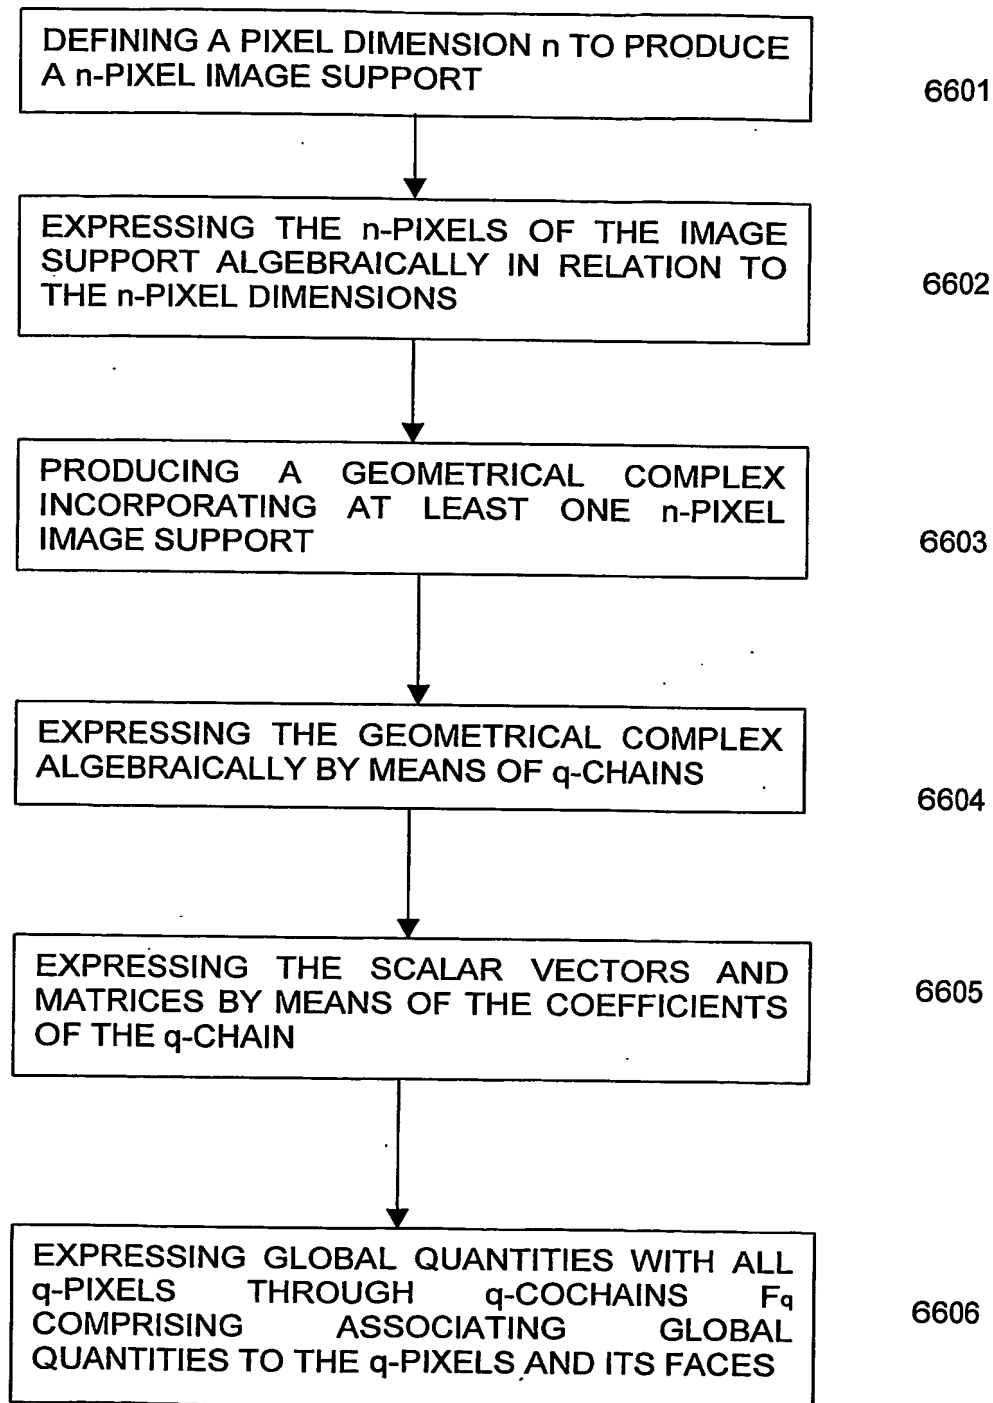 DEFINING A PIXEL DIMENSION n TO PRODUCE
A n-PIXEL IMAGE SUPPORT
6601
EXPRESSING THE n-PIXELS OF THE IMAGE
SUPPORT ALGEBRAICALLY IN RELATION TO
THE n-PIXEL DIMENSIONS
6602
PRODUCING A GEOMETRICAL COMPLEX
INCORPORATING AT LEAST ONE n-PIXEL
IMAGE SUPPORT
6603
EXPRESSING THE GEOMETRICAL COMPLEX
ALGEBRAICALLY BY MEANS OF q-CHAINS
6604
EXPRESSING THE SCALAR VECTORS AND
MATRICES BY MEANS OF THE COEFFICIENTS
OF THE q-CHAIN
6605
EXPRESSING GLOBAL QUANTITIES WITH ALL
q-PIXELS THROUGH q-COCHAINS Fq
COMPRISING ASSOCIATING GLOBAL
QUANTITIES TO THE q-PIXELS AND ITS FACES
6606